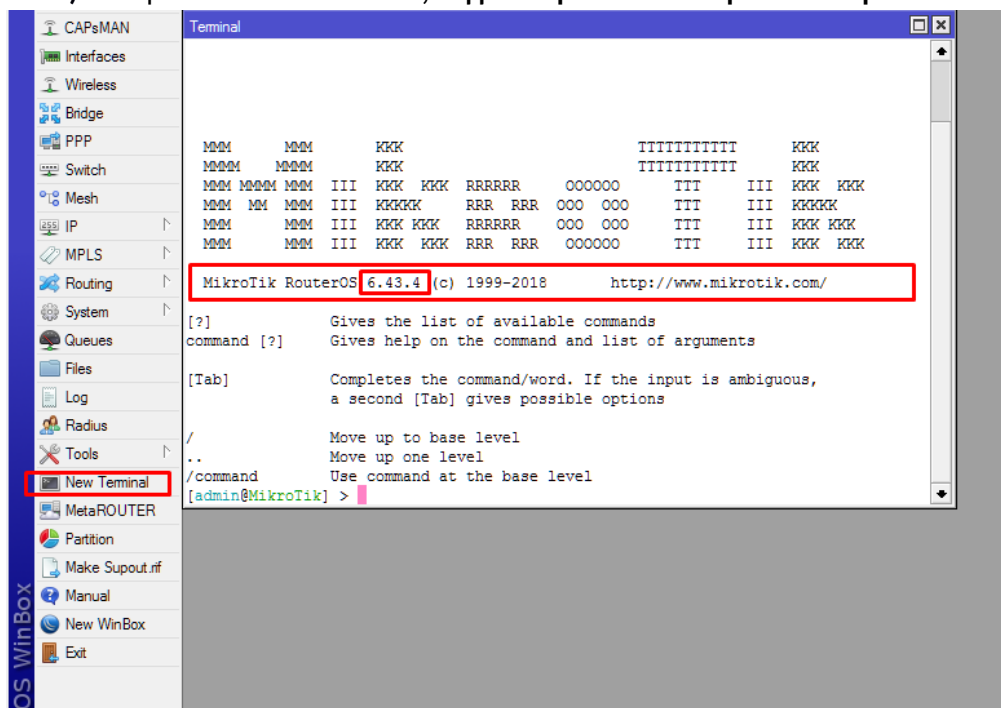 CAPsMAN
Interfaces
Wireless
Bridge
PPP
Switch
Mesh
255 IP
MPLS
Routing
System
Queues
Files
Log
Radius
Tools
New Terminal
MetaROUTER
Partition
Make Supout.rif
Manual
New WinBox
Exit
OS WinBox
Terminal
MMM      MMM       KKK                          TTTTTTTTTTT      KKK
MMMM    MMMM       KKK                          TTTTTTTTTTT      KKK
MMM MMMM MMM  III  KKK  KKK  RRRRRR     OOOOOO      TTT     III  KKK  KKK
MMM  MM  MMM  III  KKKKK     RRR  RRR  OOO  OOO     TTT     III  KKKKK
MMM      MMM  III  KKK KKK   RRRRRR    OOO  OOO     TTT     III  KKK KKK
MMM      MMM  III  KKK  KKK  RRR  RRR   OOOOOO      TTT     III  KKK  KKK
MikroTik RouterOS 6.43.4 (c) 1999-2018       http://www.mikrotik.com/
[?]             Gives the list of available commands
command [?]     Gives help on the command and list of arguments
[Tab]           Completes the command/word. If the input is ambiguous,
a second [Tab] gives possible options
/               Move up to base level
..              Move up one level
/command        Use command at the base level
[admin@MikroTik] >